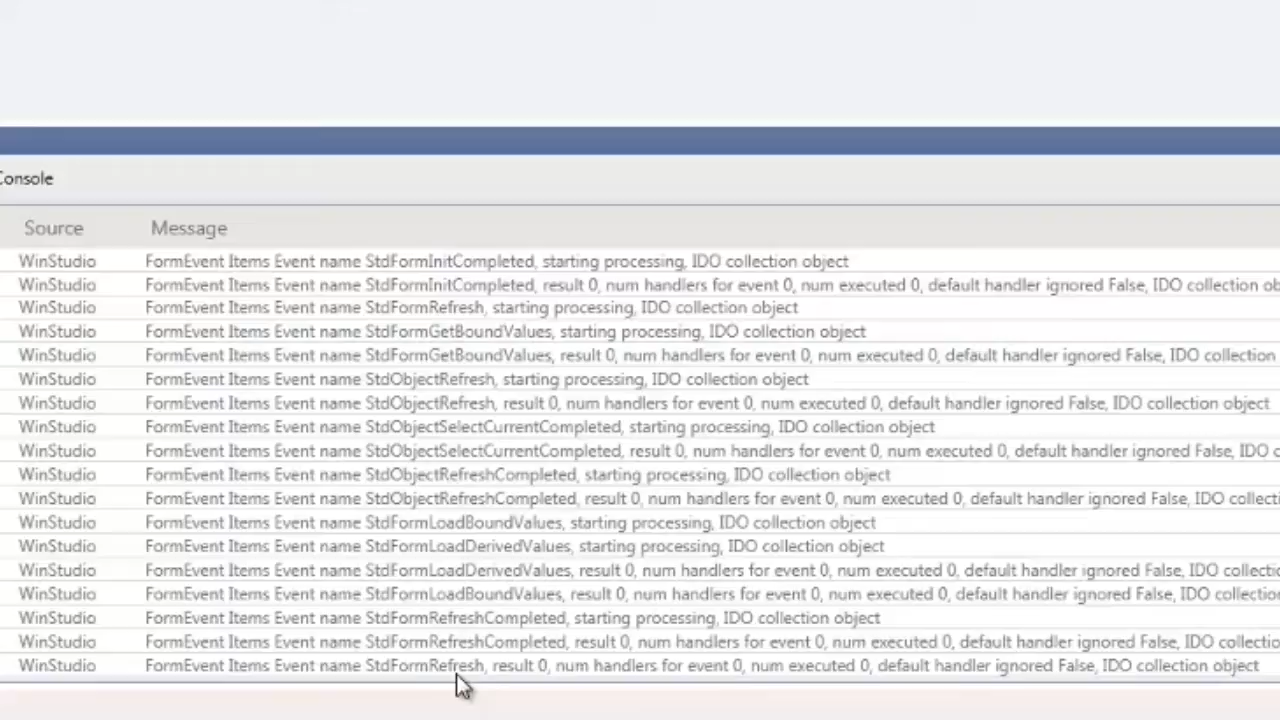 Console
Source Message
WinStudio FormEvent Items Event name StdFormInitCompleted, starting processing, IDO collection object
WinStudio FormEvent Items Event name StdFormInitCompleted, result 0, num handlers for event 0, num executed 0, default handler ignored False, IDO collection ob
WinStudio FormEvent Items Event name StdFormRefresh, starting processing, IDO collection object
WinStudio FormEvent Items Event name StdFormGetBoundValues, starting processing, IDO collection object
WinStudio FormEvent Items Event name StdFormGetBoundValues, result 0, num handlers for event 0, num executed 0, default handler ignored False, IDO collection
WinStudio FormEvent Items Event name StdObjectRefresh, starting processing, IDO collection object
WinStudio FormEvent Items Event name StdObjectRefresh, result 0, num handlers for event 0, num executed 0, default handler ignored False, IDO collection object
WinStudio FormEvent Items Event name StdObjectSelectCurrentCompleted, starting processing, IDO collection object
WinStudio FormEvent Items Event name StdObjectSelectCurrentCompleted, result 0, num handlers for event 0, num executed 0, default handler ignored False, IDO c
WinStudio FormEvent Items Event name StdObjectRefreshCompleted, starting processing, IDO collection object
WinStudio FormEvent Items Event name StdObjectRefreshCompleted, result 0, num handlers for event 0, num executed 0, default handler ignored False, IDO collecti
WinStudio FormEvent Items Event name StdFormLoadBoundValues, starting processing, IDO collection object
WinStudio FormEvent Items Event name StdFormLoadDerivedValues, starting processing, IDO collection object
WinStudio FormEvent Items Event name StdFormLoadDerivedValues, result 0, num handlers for event 0, num executed 0, default handler ignored False, IDO collectic
WinStudio FormEvent Items Event name StdFormLoadBoundValues, result 0, num handlers for event 0, num executed 0, default handler ignored False, IDO collection
WinStudio FormEvent Items Event name StdFormRefreshCompleted, starting processing, IDO collection object
WinStudio FormEvent Items Event name StdFormRefreshCompleted, result 0, num handlers for event 0, num executed 0, default handler ignored False, IDO collectio
WinStudio FormEvent Items Event name StdFormRefresh, result 0, num handlers for event 0, num executed 0, default handler ignored False, IDO collection object